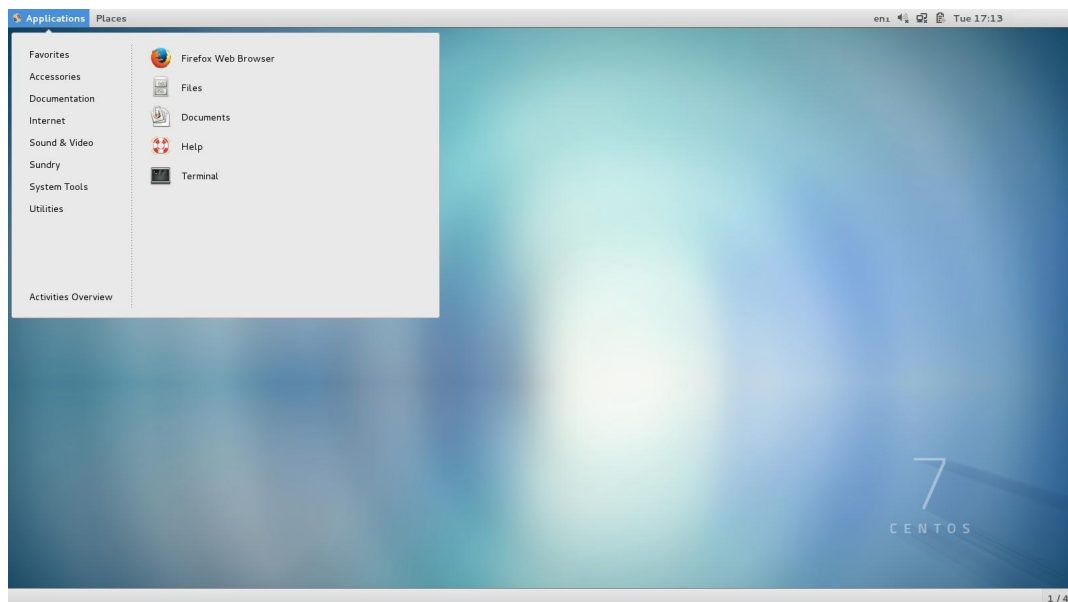 Applications Places en₁ Tue 17:13
Favorites
Accessories
Documentation
Internet
Sound & Video
Sundry
System Tools
Utilities
Activities Overview
Firefox Web Browser
Files
Documents
Help
Terminal
7
CENTOS
1 / 4